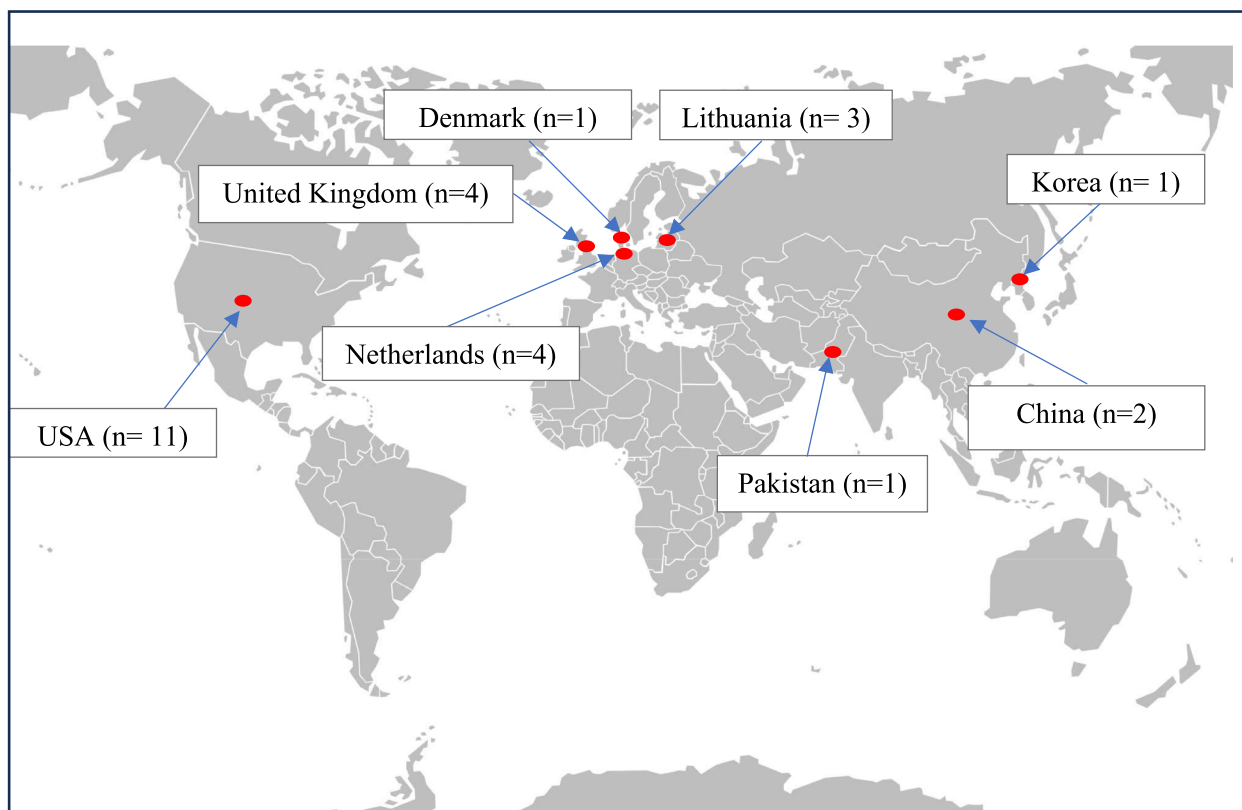 Denmark (n=1)
Lithuania (n= 3)
United Kingdom (n=4)
Korea (n= 1)
Netherlands (n=4)
USA (n= 11)
China (n=2)
Pakistan (n=1)